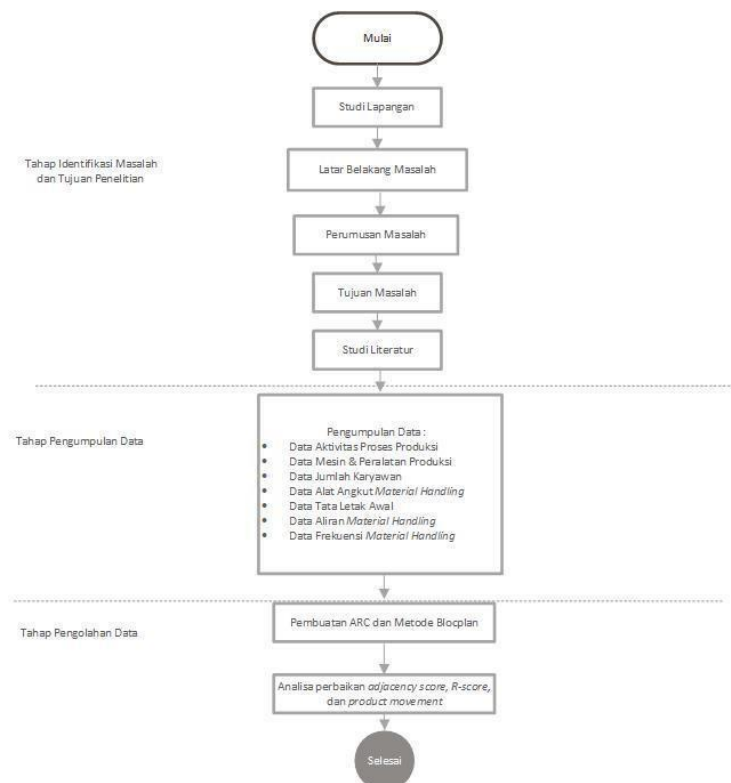 Mulai
Studi Lapangan
Tahap Identifikasi Masalah
dan Tujuan Penelitian
Latar Belakang Masalah
Perumusan Masalah
Tujuan Masalah
Studi Literatur
Tahap Pengumpulan Data
Pengumpulan Data :
• Data Aktivitas Proses Produksi
• Data Mesin & Peralatan Produksi
• Data Jumlah Karyawan
• Data Alat Angkut Material Handling
• Data Tata Letak Awal
• Data Aliran Material Handling
• Data Frekuensi Material Handling
Tahap Pengolahan Data
Pembuatan ARC dan Metode Blocplan
Analisa perbaikan adjacency score, R-score,
dan product movement
Selesai